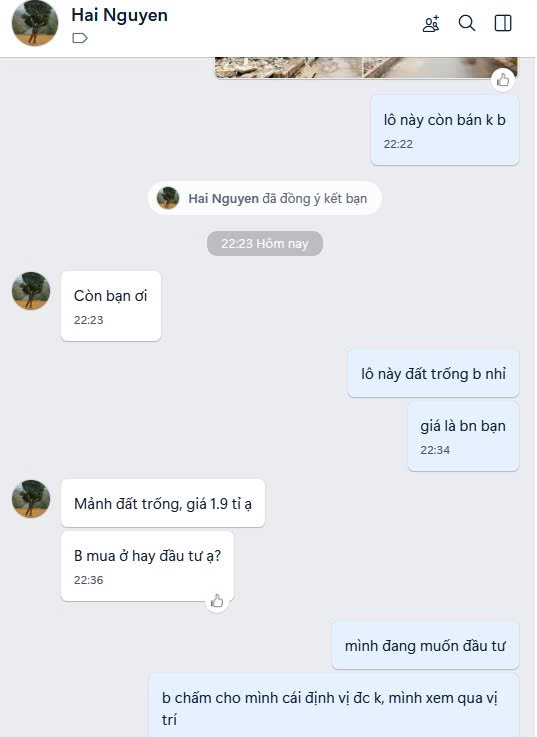 Hai Nguyen
lô này còn bán k b
22:22
Hai Nguyen đã đồng ý kết bạn
22:23 Hôm nay
Còn bạn ơi
22:23
lô này đất trống b nhỉ
giá là bn bạn
22:34
Mảnh đất trống, giá 1.9 tỉ ạ
B mua ở hay đầu tư ạ?
22:36
mình đang muốn đầu tư
b chấm cho mình cái định vị đc k, mình xem qua vị
trí